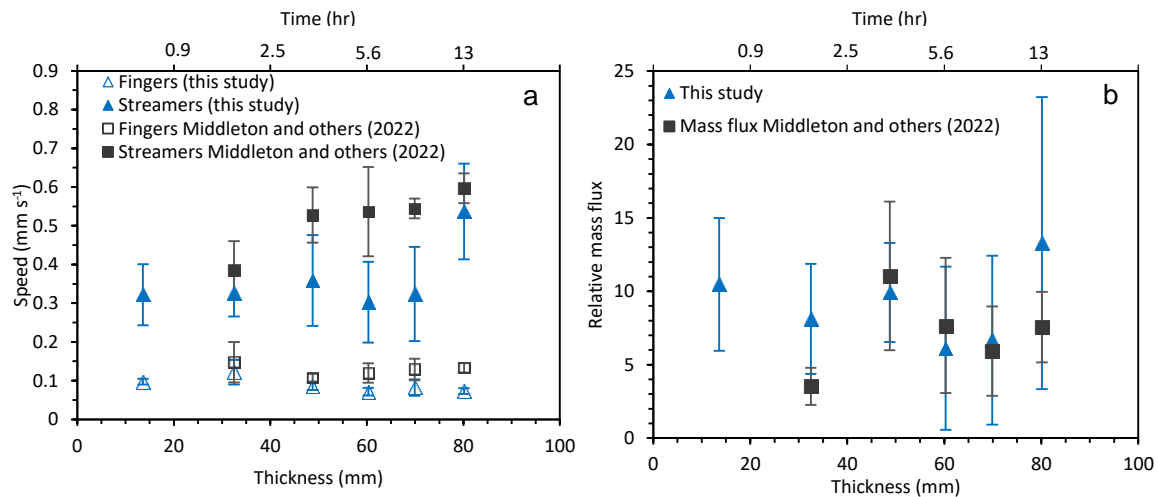 Time (hr)
0.9 2.5 5.6 13
0.9
0.8
0.7
0.6
0.5
0.4
0.3
0.2
0.1
0
Speed (mm s⁻¹)
a
Fingers (this study)
Streamers (this study)
Fingers Middleton and others (2022)
Streamers Middleton and others (2022)
0 20 40 60 80 100
Thickness (mm)
Time (hr)
0.9 2.5 5.6 13
25
20
15
10
5
0
Relative mass flux
b
This study
Mass flux Middleton and others (2022)
0 20 40 60 80 100
Thickness (mm)